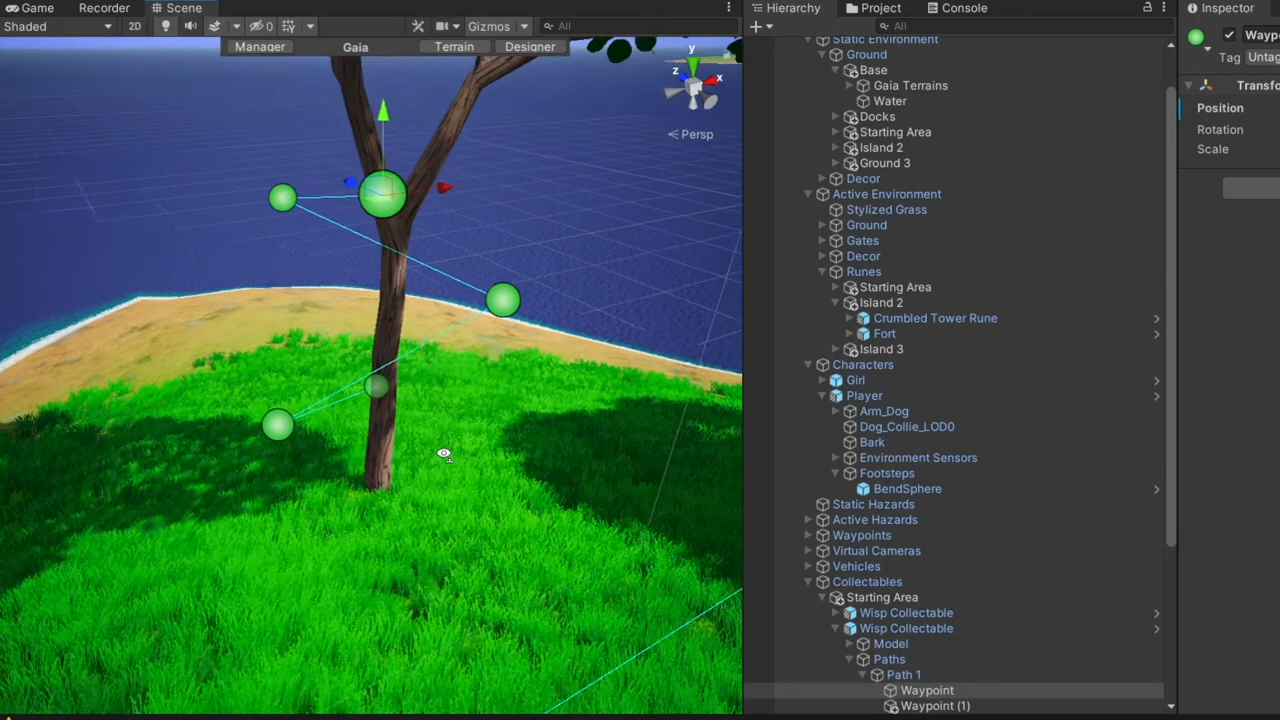 Game Recorder Scene
Hierarchy Project Console
Inspector
Shaded 2D Gizmos All
All
Manager Gaia Terrain Designer
y
z x
Persp
Static Environment
Ground
Base
Gaia Terrains
Water
Docks
Starting Area
Island 2
Ground 3
Decor
Active Environment
Stylized Grass
Ground
Gates
Decor
Runes
Starting Area
Island 2
Crumbled Tower Rune
Fort
Island 3
Characters
Girl
Player
Arm_Dog
Dog_Collie_LOD0
Bark
Environment Sensors
Footsteps
BendSphere
Static Hazards
Active Hazards
Waypoints
Virtual Cameras
Vehicles
Collectables
Starting Area
Wisp Collectable
Wisp Collectable
Model
Paths
Path 1
Waypoint
Waypoint (1)
Wayp
Tag Untag
Transfo
Position
Rotation
Scale